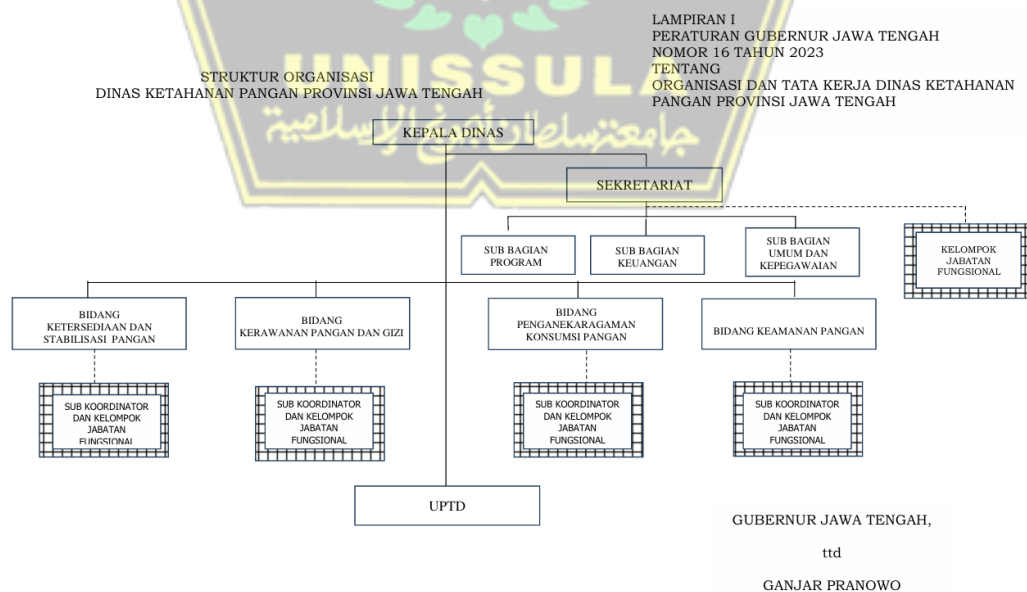 LAMPIRAN I
PERATURAN GUBERNUR JAWA TENGAH
NOMOR 16 TAHUN 2023
TENTANG
ORGANISASI DAN TATA KERJA DINAS KETAHANAN
PANGAN PROVINSI JAWA TENGAH
UNISSULA
جامعة سلطان أجونج الإسلامية
STRUKTUR ORGANISASI
DINAS KETAHANAN PANGAN PROVINSI JAWA TENGAH
KEPALA DINAS
SEKRETARIAT
SUB BAGIAN
PROGRAM
SUB BAGIAN
KEUANGAN
SUB BAGIAN
UMUM DAN
KEPEGAWAIAN
KELOMPOK
JABATAN
FUNGSIONAL
BIDANG
KETERSEDIAAN DAN
STABILISASI PANGAN
BIDANG
KERAWANAN PANGAN DAN GIZI
BIDANG
PENGANEKARAGAMAN
KONSUMSI PANGAN
BIDANG KEAMANAN PANGAN
SUB KOORDINATOR
DAN KELOMPOK
JABATAN
FUNGSIONAL
SUB KOORDINATOR
DAN KELOMPOK
JABATAN
FUNGSIONAL
SUB KOORDINATOR
DAN KELOMPOK
JABATAN
FUNGSIONAL
SUB KOORDINATOR
DAN KELOMPOK
JABATAN
FUNGSIONAL
UPTD
GUBERNUR JAWA TENGAH,
ttd
GANJAR PRANOWO